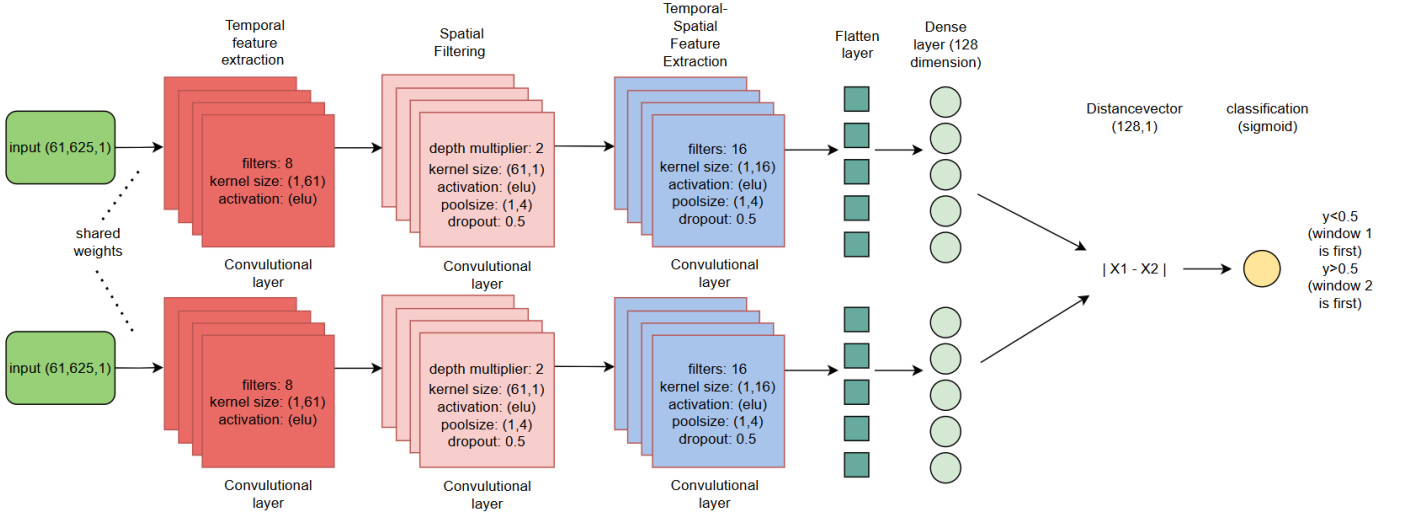 Temporal
feature
extraction
Spatial
Filtering
Temporal-
Spatial
Feature
Extraction
Flatten
layer
Dense
layer (128
dimension)
input (61,625,1)
filters: 8
kernel size: (1,61)
activation: (elu)
Convulutional
layer
depth multiplier: 2
kernel size: (61,1)
activation: (elu)
poolsize: (1,4)
dropout: 0.5
Convulutional
layer
filters: 16
kernel size: (1,16)
activation: (elu)
poolsize: (1,4)
dropout: 0.5
Convulutional
layer
shared
weights
input (61,625,1)
filters: 8
kernel size: (1,61)
activation: (elu)
Convulutional
layer
depth multiplier: 2
kernel size: (61,1)
activation: (elu)
poolsize: (1,4)
dropout: 0.5
Convulutional
layer
filters: 16
kernel size: (1,16)
activation: (elu)
poolsize: (1,4)
dropout: 0.5
Convulutional
layer
Distancevector
(128,1)
| X1 - X2 |
classification
(sigmoid)
y<0.5
(window 1
is first)
y>0.5
(window 2
is first)